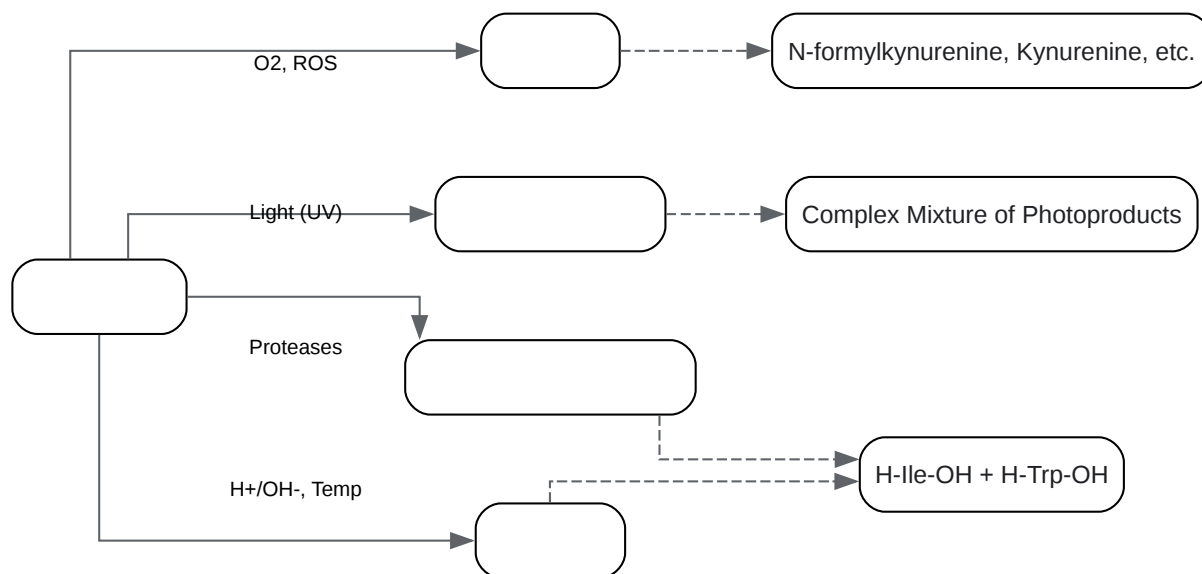 O2, ROS
N-formylkynurenine, Kynurenine, etc.
Light (UV)
Complex Mixture of Photoproducts
Proteases
H+/OH-, Temp
H-Ile-OH + H-Trp-OH